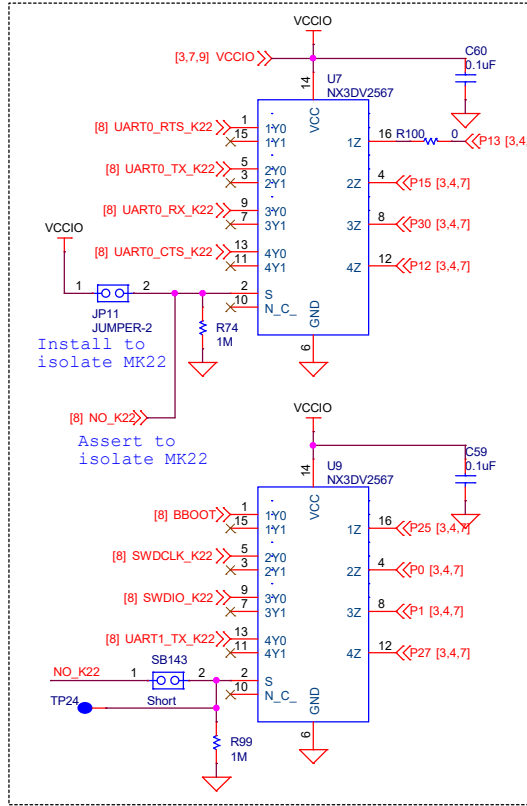 VCCIO
[3,7,9] VCCIO
C60
0.1uF
U7
NX3DV2567
14
VCC
[8] UART0_RTS_K22
1
1Y0
15
1Y1
1Z
16
R100
0
P13 [3,4,
[8] UART0_TX_K22
5
2Y0
3
2Y1
2Z
4
P15 [3,4,7]
[8] UART0_RX_K22
9
3Y0
7
3Y1
3Z
8
P30 [3,4,7]
[8] UART0_CTS_K22
13
4Y0
11
4Y1
4Z
12
P12 [3,4,7]
VCCIO
1
2
JP11
JUMPER-2
2
S
10
N_C_
GND
6
R74
1M
Install to
isolate MK22
[8] NO_K22
Assert to
isolate MK22
VCCIO
C59
0.1uF
U9
NX3DV2567
14
VCC
[8] BBOOT
1
1Y0
15
1Y1
1Z
16
P25 [3,4,7]
[8] SWDCLK_K22
5
2Y0
3
2Y1
2Z
4
P0 [3,4,7]
[8] SWDIO_K22
9
3Y0
7
3Y1
3Z
8
P1 [3,4,7]
[8] UART1_TX_K22
13
4Y0
11
4Y1
4Z
12
P27 [3,4,7]
NO_K22
1
SB143
2
2
S
10
N_C_
GND
6
TP24
Short
R99
1M